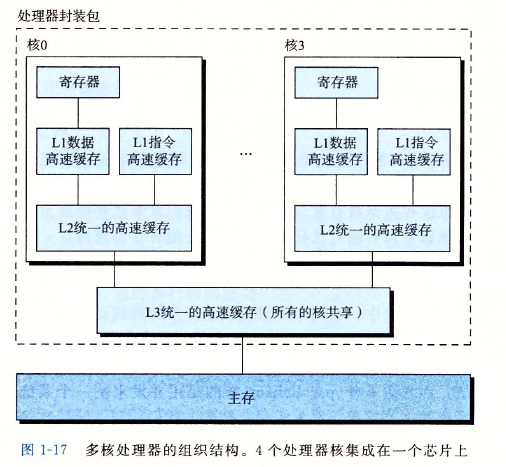 处理器封装包
核0
核3
寄存器
寄存器
L1数据
高速缓存
L1指令
高速缓存
...
L1数据
高速缓存
L1指令
高速缓存
L2统一的高速缓存
L2统一的高速缓存
L3统一的高速缓存（所有的核共享）
主存
图 1-17 多核处理器的组织结构。4 个处理器核集成在一个芯片上